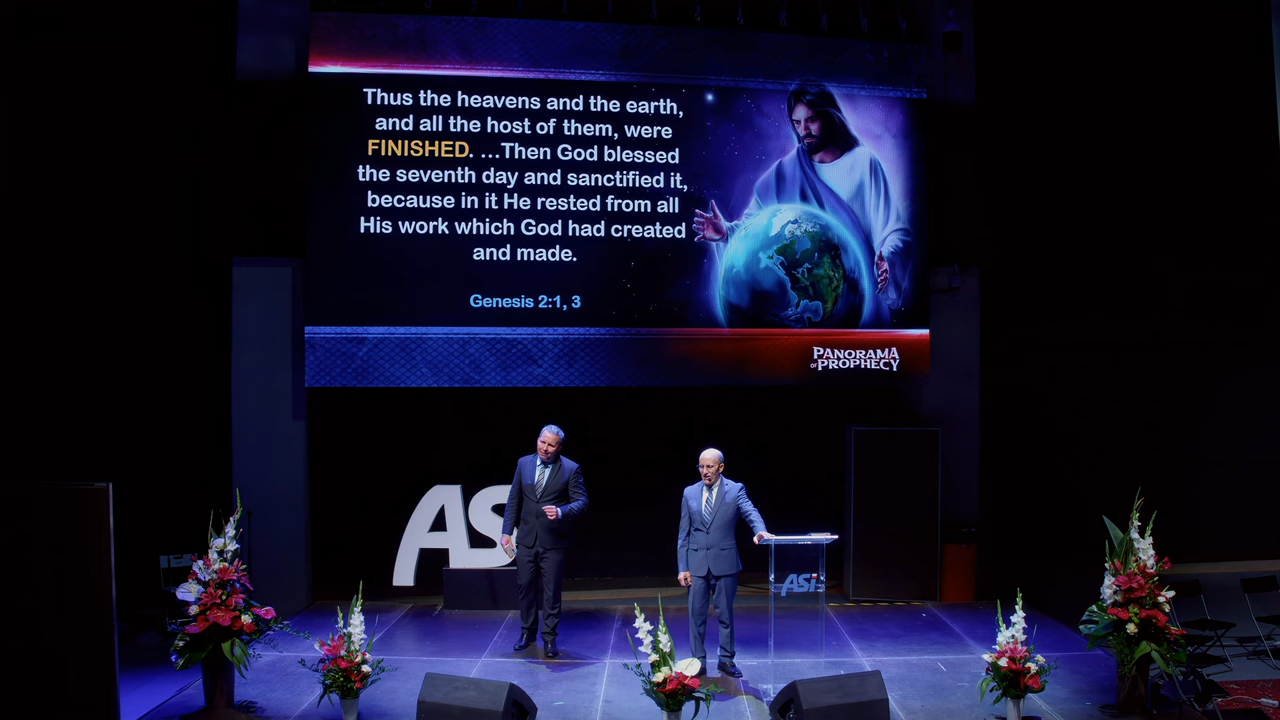 Thus the heavens and the earth,
and all the host of them, were
FINISHED. ...Then God blessed
the seventh day and sanctified it,
because in it He rested from all
His work which God had created
and made.
Genesis 2:1, 3
PANORAMA
OF PROPHECY
AS
ASi